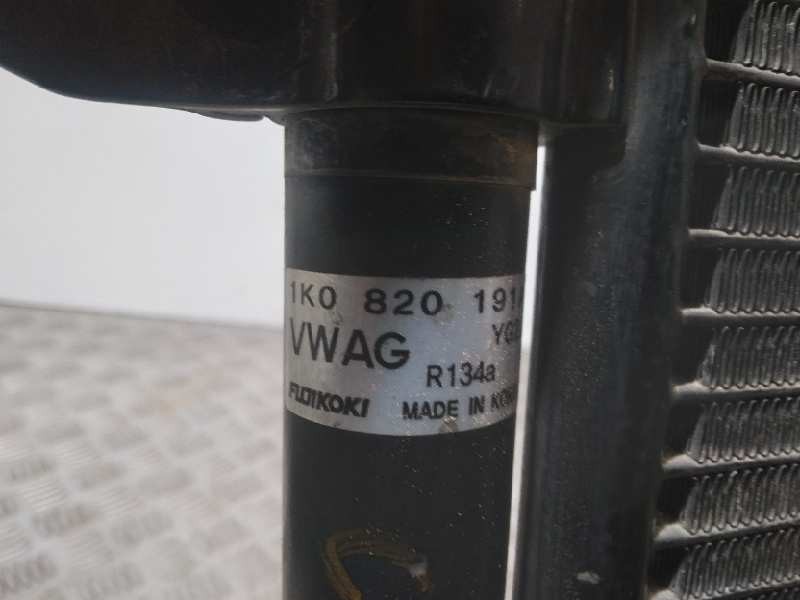 1K0 820 191
VWAG
R134a
FUJIKOKI MADE IN